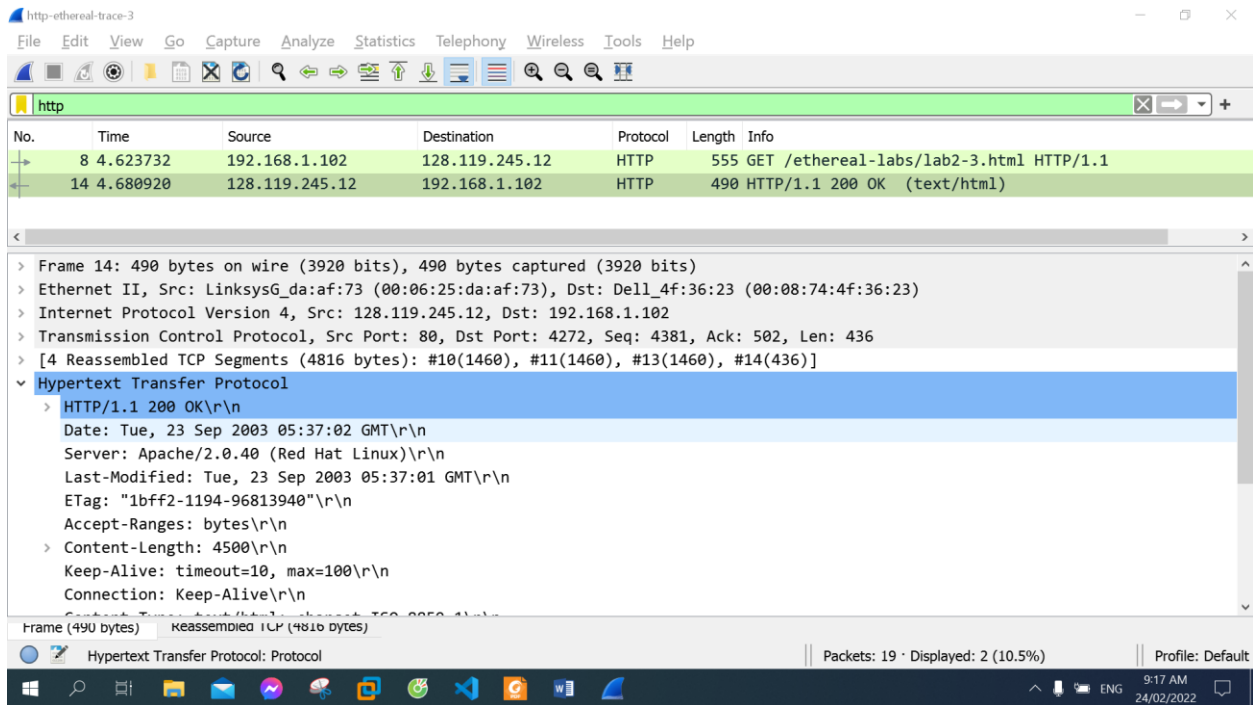 http-ethereal-trace-3
File Edit View Go Capture Analyze Statistics Telephony Wireless Tools Help
http
No. Time Source Destination Protocol Length Info
8 4.623732 192.168.1.102 128.119.245.12 HTTP 555 GET /ethereal-labs/lab2-3.html HTTP/1.1
14 4.680920 128.119.245.12 192.168.1.102 HTTP 490 HTTP/1.1 200 OK (text/html)
Frame 14: 490 bytes on wire (3920 bits), 490 bytes captured (3920 bits)
Ethernet II, Src: LinksysG_da:af:73 (00:06:25:da:af:73), Dst: Dell_4f:36:23 (00:08:74:4f:36:23)
Internet Protocol Version 4, Src: 128.119.245.12, Dst: 192.168.1.102
Transmission Control Protocol, Src Port: 80, Dst Port: 4272, Seq: 4381, Ack: 502, Len: 436
[4 Reassembled TCP Segments (4816 bytes): #10(1460), #11(1460), #13(1460), #14(436)]
Hypertext Transfer Protocol
HTTP/1.1 200 OK\r\n
Date: Tue, 23 Sep 2003 05:37:02 GMT\r\n
Server: Apache/2.0.40 (Red Hat Linux)\r\n
Last-Modified: Tue, 23 Sep 2003 05:37:01 GMT\r\n
ETag: "1bff2-1194-96813940"\r\n
Accept-Ranges: bytes\r\n
Content-Length: 4500\r\n
Keep-Alive: timeout=10, max=100\r\n
Connection: Keep-Alive\r\n
Frame (490 bytes) Reassembled TCP (4816 bytes)
Hypertext Transfer Protocol: Protocol Packets: 19 · Displayed: 2 (10.5%) Profile: Default
ENG 9:17 AM
24/02/2022